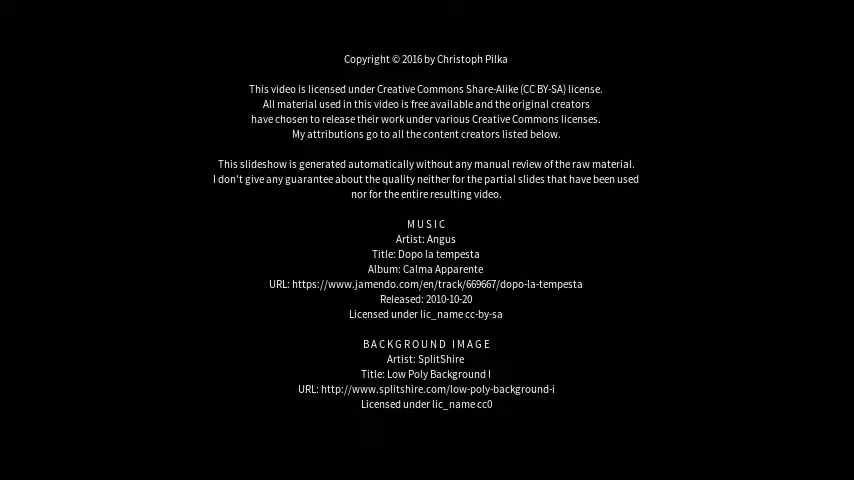 Copyright © 2016 by Christoph Pilka
This video is licensed under Creative Commons Share-Alike (CC BY-SA) license.
All material used in this video is free available and the original creators
have chosen to release their work under various Creative Commons licenses.
My attributions go to all the content creators listed below.
This slideshow is generated automatically without any manual review of the raw material.
I don't give any guarantee about the quality neither for the partial slides that have been used
nor for the entire resulting video.
MUSIC
Artist: Angus
Title: Dopo la tempesta
Album: Calma Apparente
URL: https://www.jamendo.com/en/track/669667/dopo-la-tempesta
Released: 2010-10-20
Licensed under lic_name cc-by-sa
BACKGROUND IMAGE
Artist: SplitShire
Title: Low Poly Background I
URL: http://www.splitshire.com/low-poly-background-i
Licensed under lic_name cc0